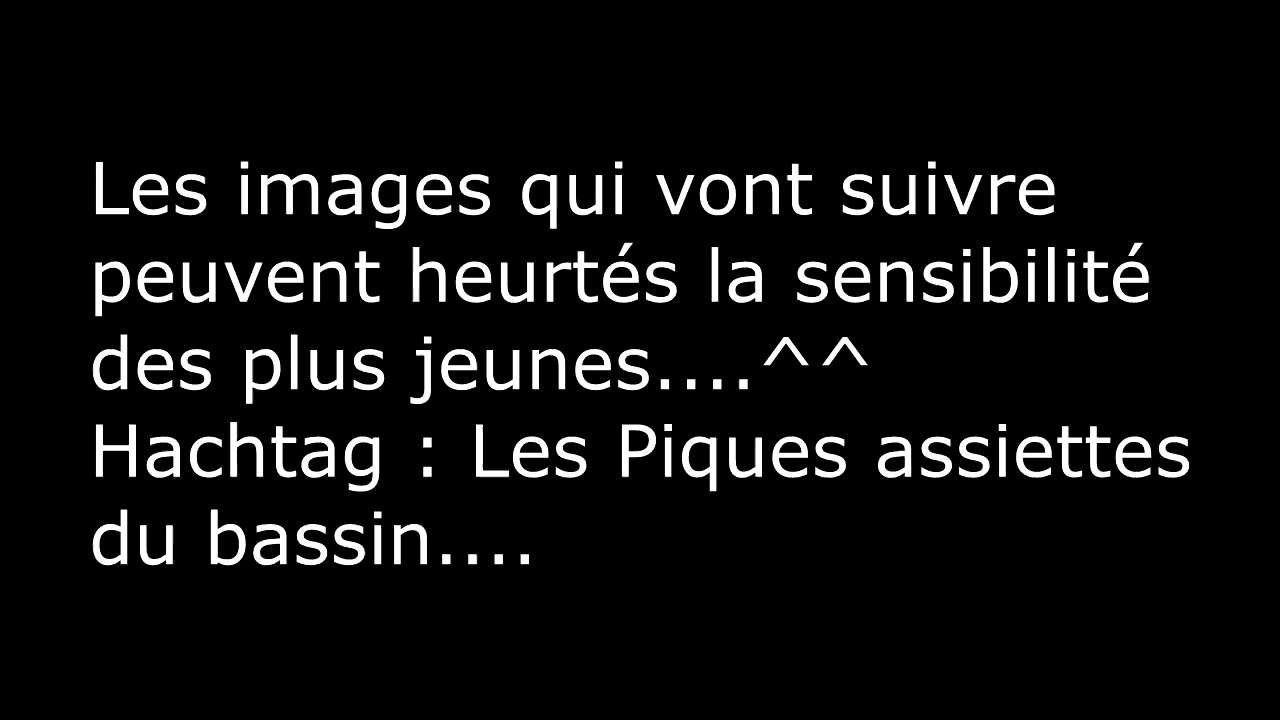 Les images qui vont suivre
peuvent heurtés la sensibilité
des plus jeunes....^^
Hachtag : Les Piques assiettes
du bassin....